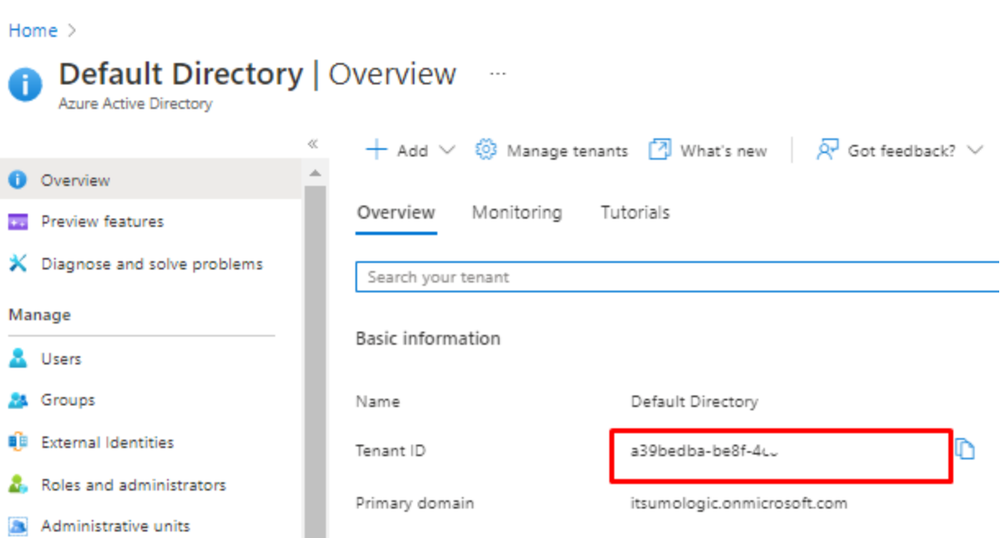 Home >
Default Directory | Overview ...
Azure Active Directory
«
Add
Manage tenants
What's new
Got feedback?
Overview
Preview features
Diagnose and solve problems
Manage
Users
Groups
External Identities
Roles and administrators
Administrative units
Overview Monitoring Tutorials
Search your tenant
Basic information
Name Default Directory
Tenant ID a39bedba-be8f-4
Primary domain itsumologic.onmicrosoft.com